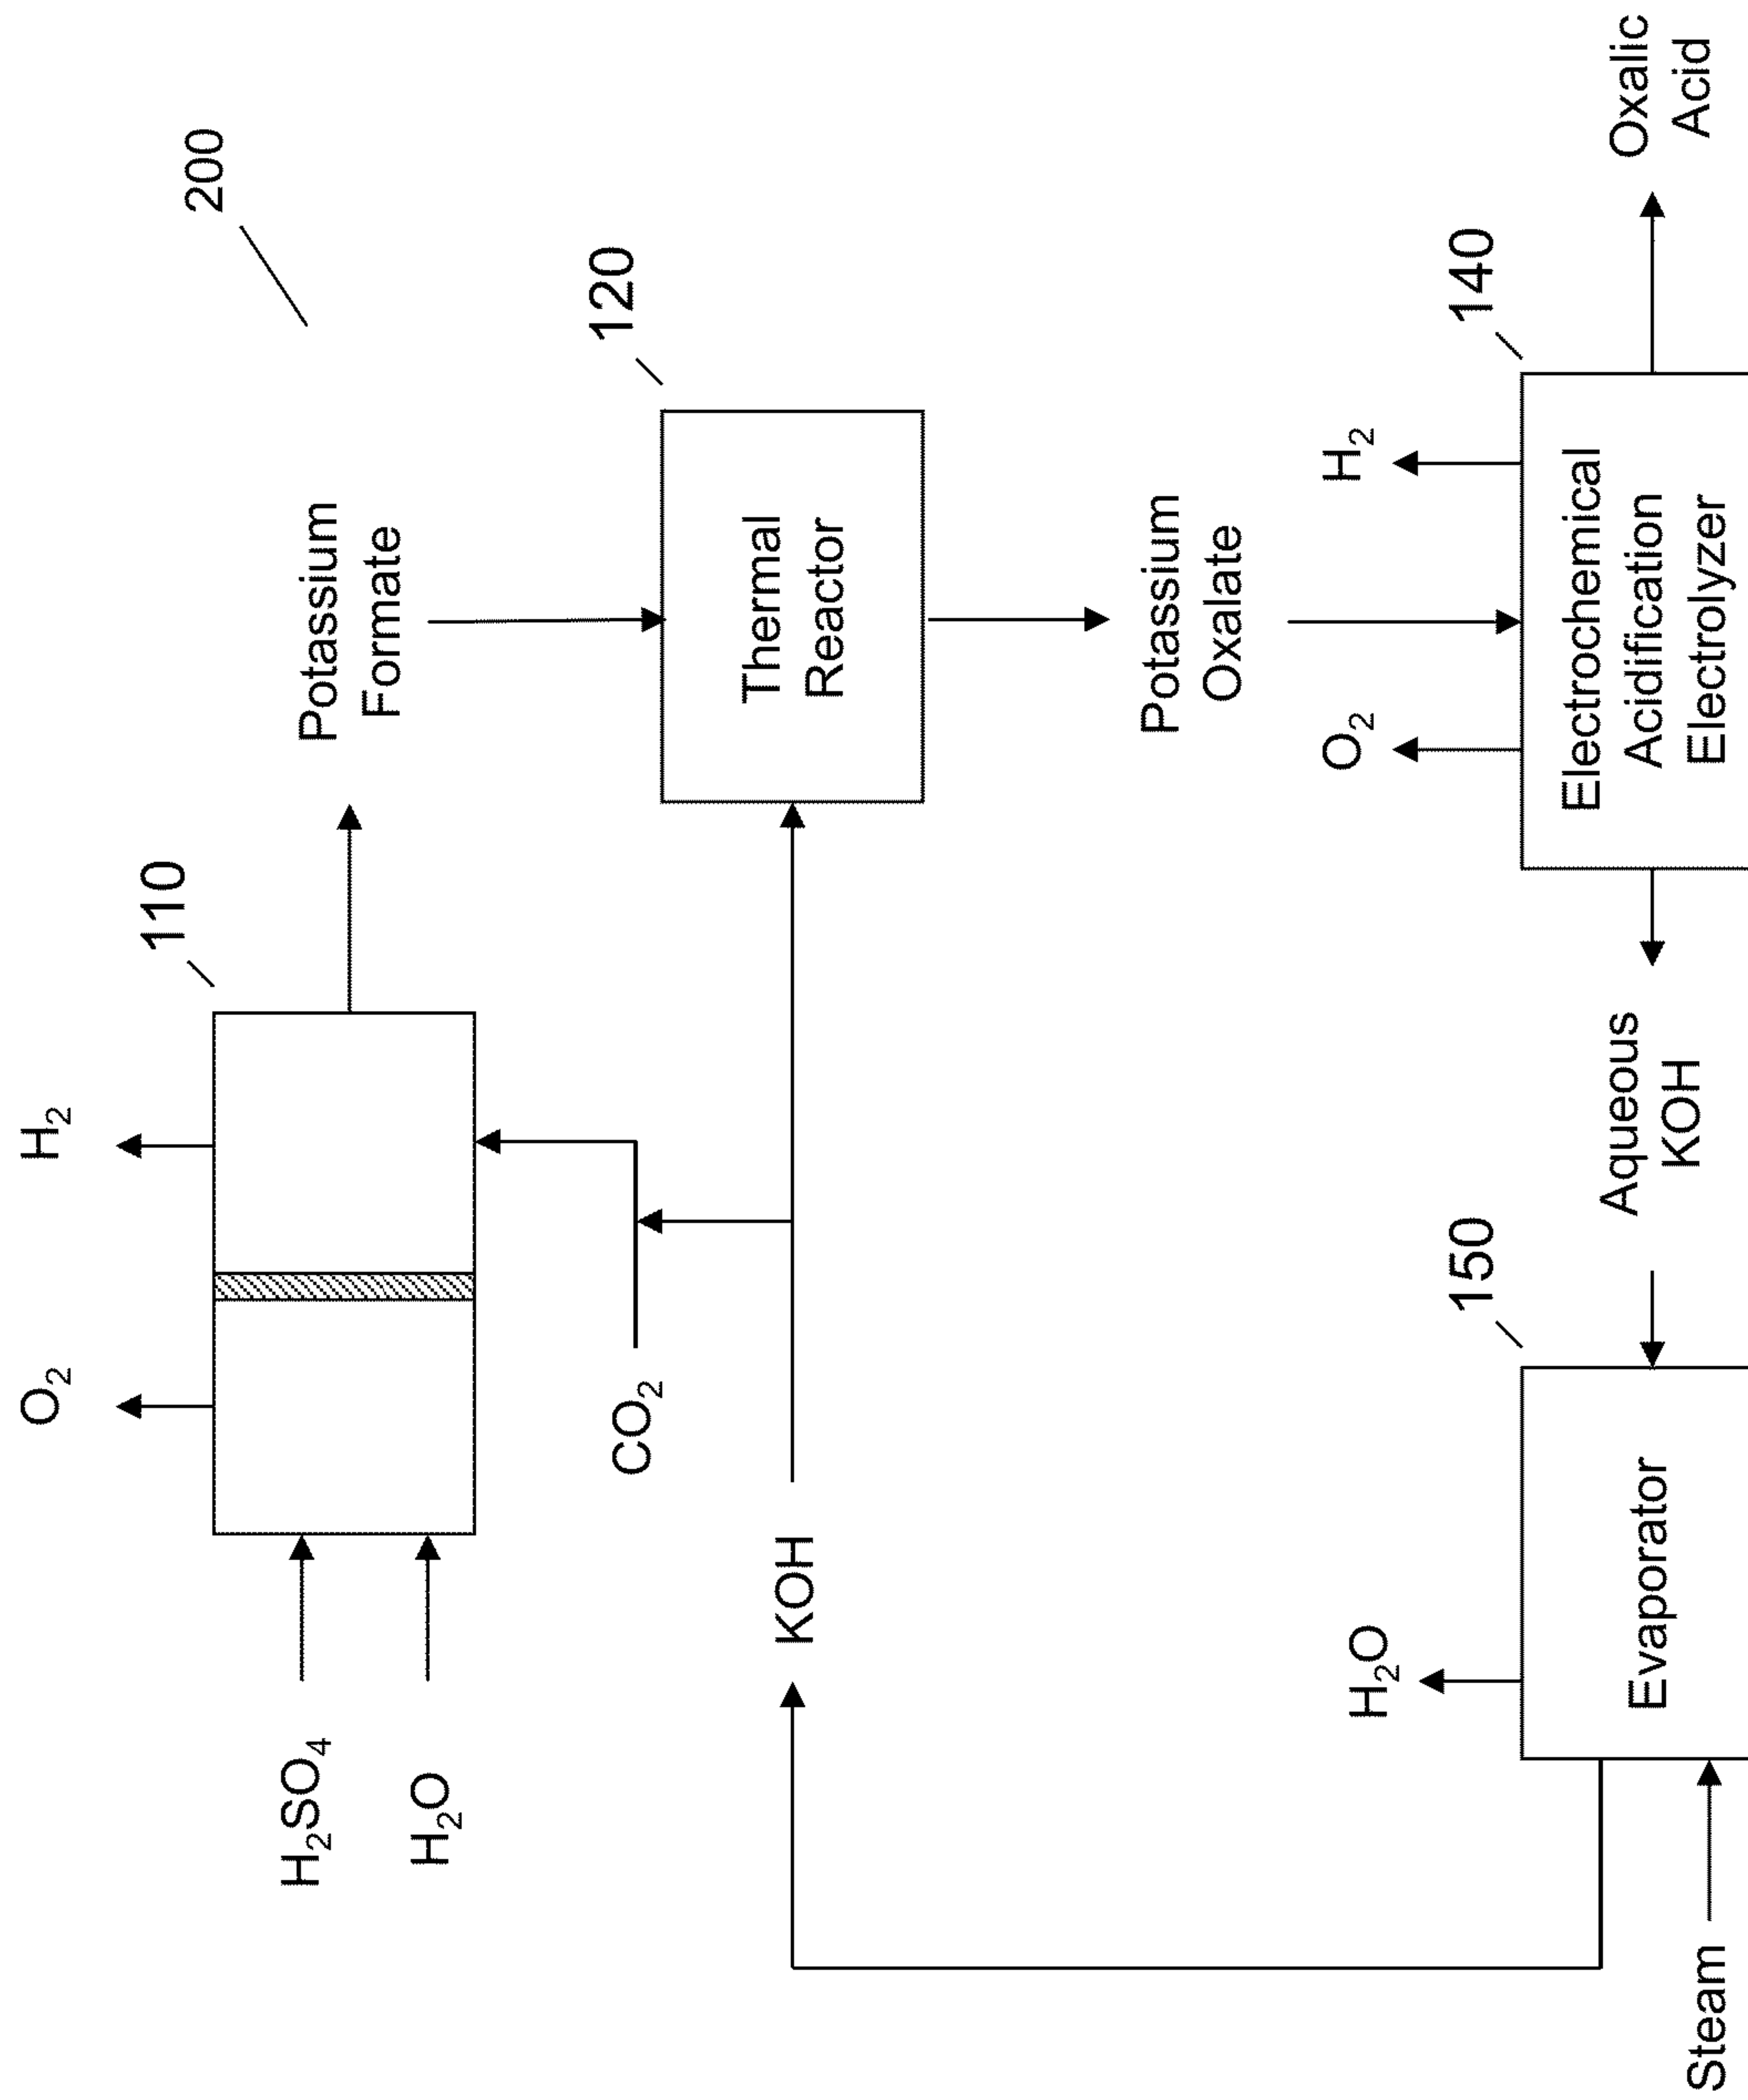 200
O₂
H₂
110
H₂SO₄
H₂O
Potassium
Formate
CO₂
120
KOH
Thermal
Reactor
Potassium
Oxalate
H₂O
150
O₂
H₂
140
Steam
Evaporator
Aqueous
KOH
Electrochemical
Acidification
Electrolyzer
Oxalic
Acid